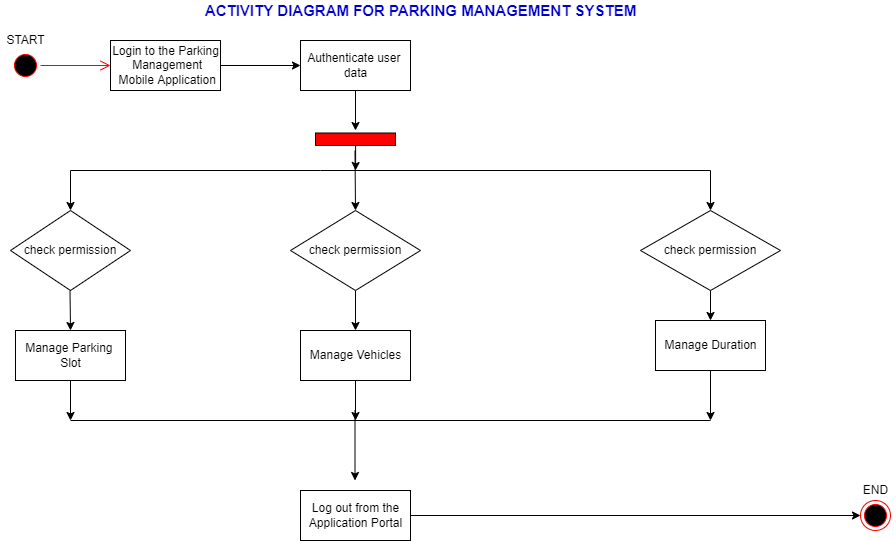 ACTIVITY DIAGRAM FOR PARKING MANAGEMENT SYSTEM
START
Login to the Parking
Management
Mobile Application
Authenticate user
data
check permission
check permission
check permission
Manage Parking
Slot
Manage Vehicles
Manage Duration
Log out from the
Application Portal
END